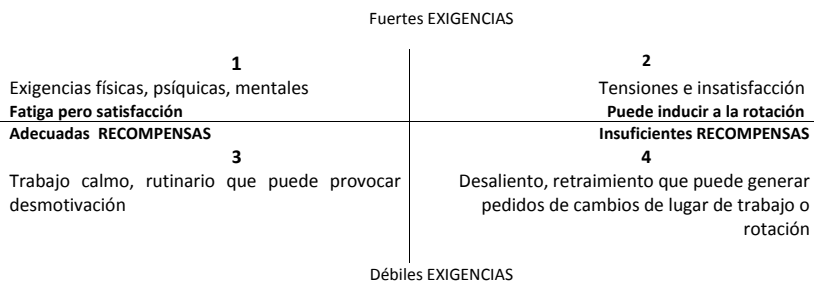 Fuertes EXIGENCIAS
1
Exigencias físicas, psíquicas, mentales
Fatiga pero satisfacción
2
Tensiones e insatisfacción
Puede inducir a la rotación
Adecuadas RECOMPENSAS
Insuficientes RECOMPENSAS
3
Trabajo calmo, rutinario que puede provocar
desmotivación
4
Desaliento, retraimiento que puede generar
pedidos de cambios de lugar de trabajo o
rotación
Débiles EXIGENCIAS